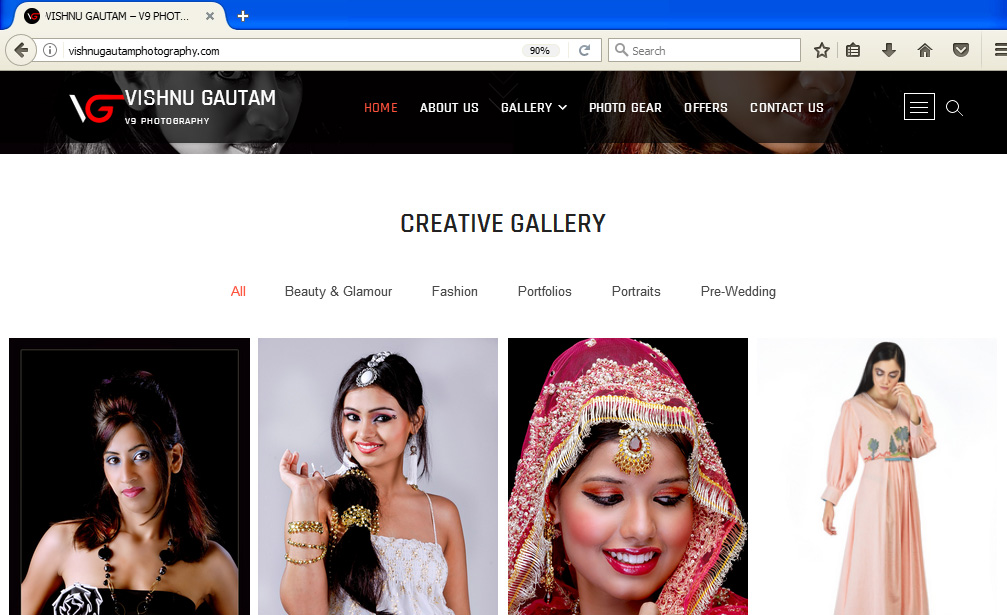 VISHNU GAUTAM – V9 PHOT...
vishnugautamphotography.com
90%
Search
VG
VISHNU GAUTAM
V9 PHOTOGRAPHY
HOME
ABOUT US
GALLERY
PHOTO GEAR
OFFERS
CONTACT US
CREATIVE GALLERY
All
Beauty & Glamour
Fashion
Portfolios
Portraits
Pre-Wedding